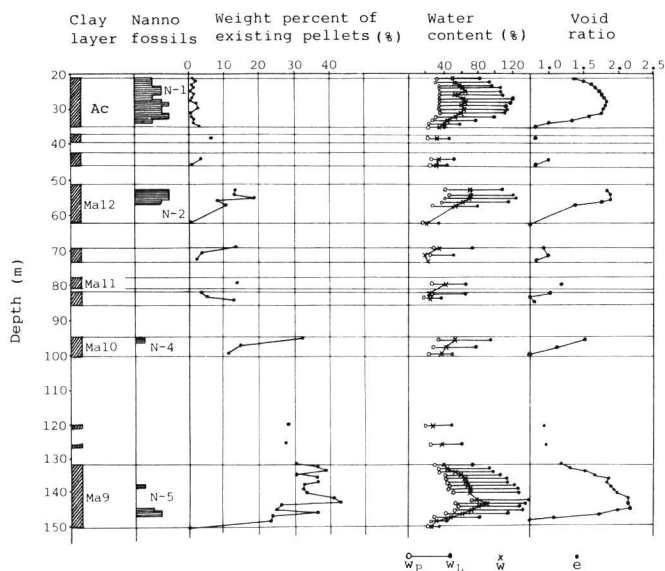 Clay layer
Nanno fossils
Weight percent of existing pellets (%)
Water content (%)
Void ratio
0 10 20 30 40
40 80 120
1.0 1.5 2.0 2.5
Depth (m)
20
30
40
50
60
70
80
90
100
110
120
130
140
150
Ac
N-1
Ma12
N-2
Ma11
Ma10
N-4
Ma9
N-5
wP wL w e